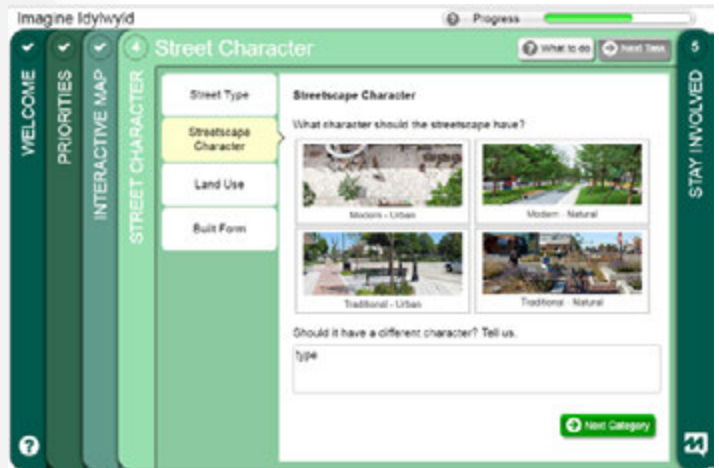 Imagine Idylwyld
? Progress
WELCOME
PRIORITIES
INTERACTIVE MAP
STREET CHARACTER
4 Street Character
? What to do
Next Task
5
STAY INVOLVED
Street Type
Streetscape
Character
Land Use
Built Form
Streetscape Character
What character should the streetscape have?
Modern - Urban
Modern - Natural
Traditional - Urban
Traditional - Natural
Should it have a different character? Tell us.
type
Next Category
?